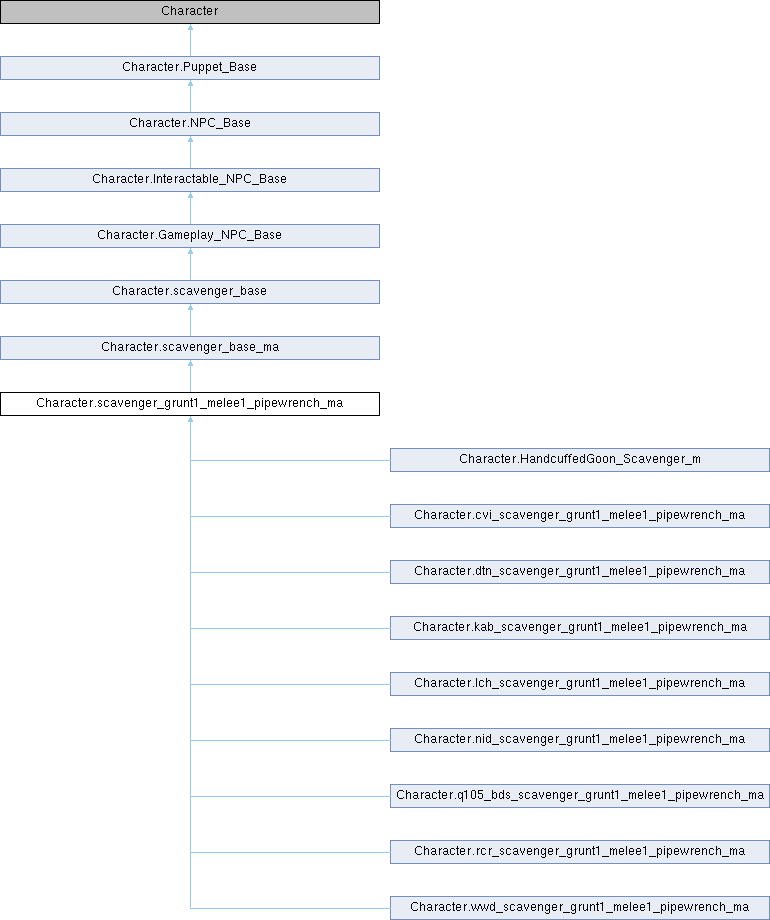 Character
Character.Puppet_Base
Character.NPC_Base
Character.Interactable_NPC_Base
Character.Gameplay_NPC_Base
Character.scavenger_base
Character.scavenger_base_ma
Character.scavenger_grunt1_melee1_pipewrench_ma
Character.HandcuffedGoon_Scavenger_m
Character.cvi_scavenger_grunt1_melee1_pipewrench_ma
Character.dtn_scavenger_grunt1_melee1_pipewrench_ma
Character.kab_scavenger_grunt1_melee1_pipewrench_ma
Character.lch_scavenger_grunt1_melee1_pipewrench_ma
Character.nid_scavenger_grunt1_melee1_pipewrench_ma
Character.q105_bds_scavenger_grunt1_melee1_pipewrench_ma
Character.rcr_scavenger_grunt1_melee1_pipewrench_ma
Character.wwd_scavenger_grunt1_melee1_pipewrench_ma